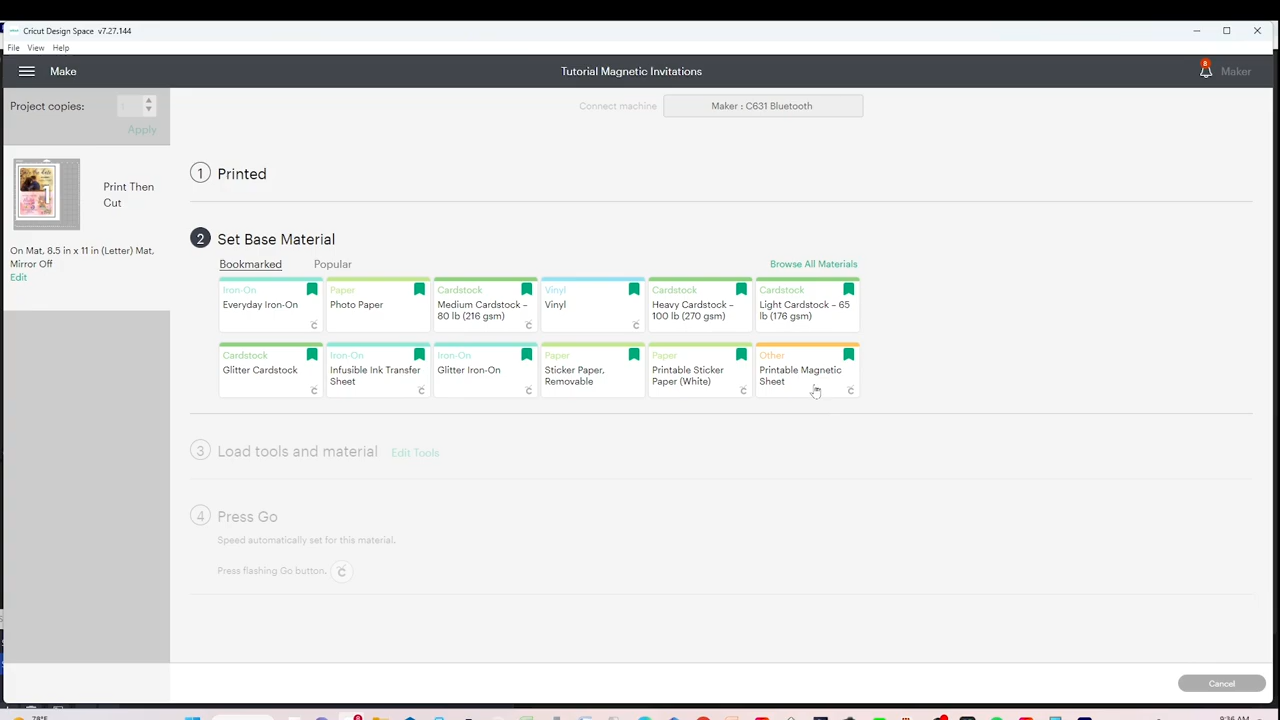 Cricut Design Space v7.27.144
File View Help
Make
Tutorial Magnetic Invitations
8
Maker
Project copies:
Apply
Connect machine
Maker : C631 Bluetooth
Print Then
Cut
On Mat, 8.5 in x 11 in (Letter) Mat,
Mirror Off
Edit
1 Printed
2 Set Base Material
Bookmarked
Popular
Browse All Materials
Iron-On
Everyday Iron-On
Paper
Photo Paper
Cardstock
Medium Cardstock –
80 lb (216 gsm)
Vinyl
Vinyl
Cardstock
Heavy Cardstock –
100 lb (270 gsm)
Cardstock
Light Cardstock – 65
lb (176 gsm)
Cardstock
Glitter Cardstock
Iron-On
Infusible Ink Transfer
Sheet
Iron-On
Glitter Iron-On
Paper
Sticker Paper,
Removable
Paper
Printable Sticker
Paper (White)
Other
Printable Magnetic
Sheet
3 Load tools and material Edit Tools
4 Press Go
Speed automatically set for this material.
Press flashing Go button.
Cancel
78°F
8:36 AM